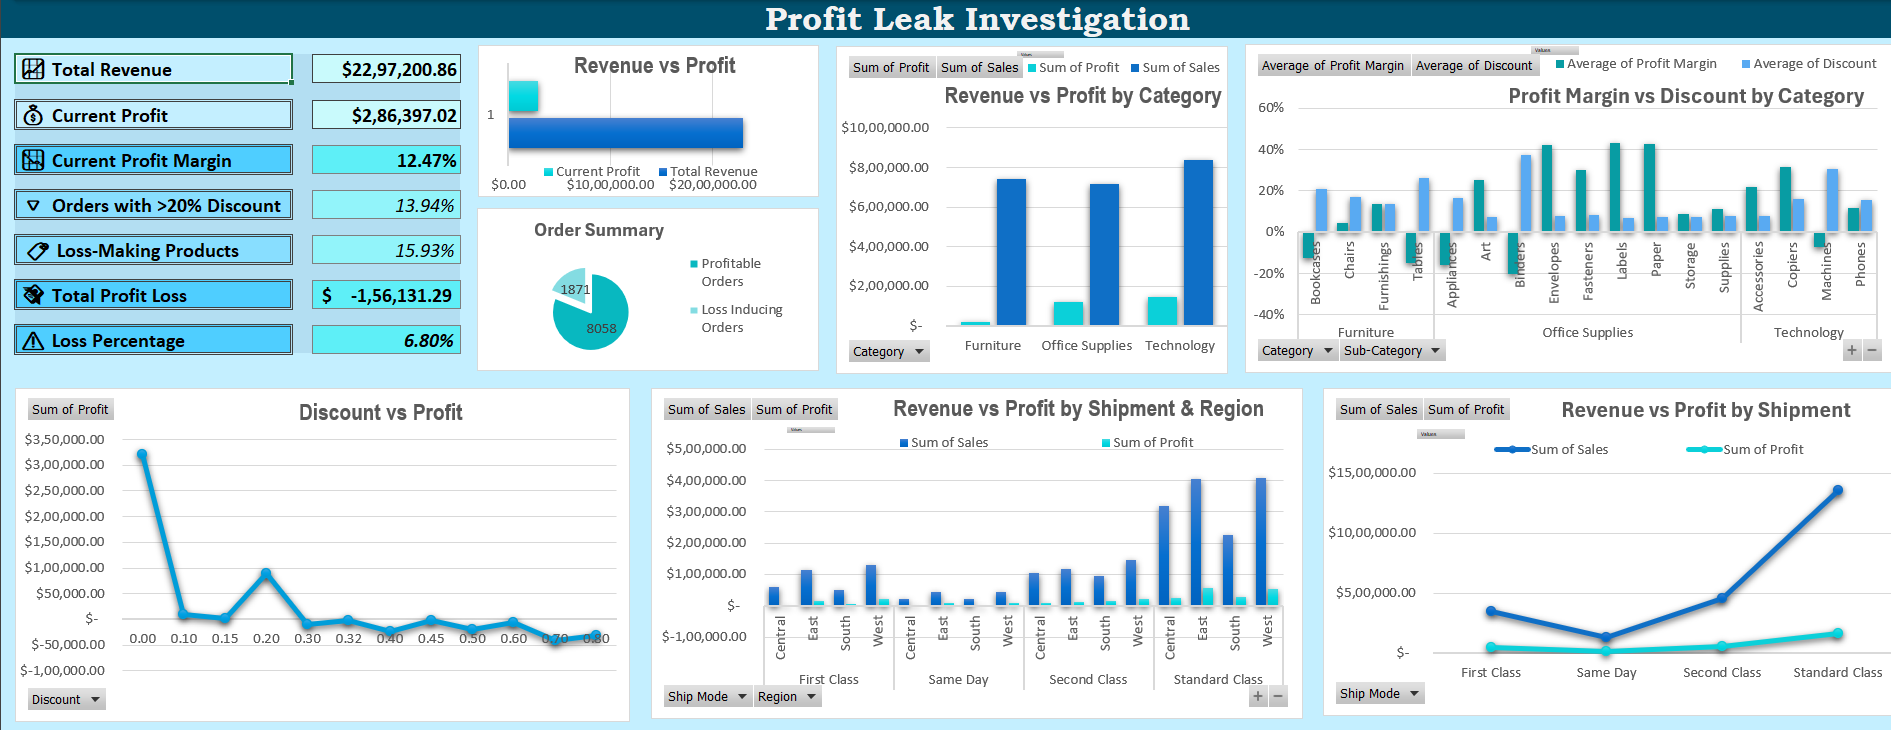 Profit Leak Investigation
Total Revenue $22,97,200.86
Current Profit $2,86,397.02
Current Profit Margin 12.47%
Orders with >20% Discount 13.94%
Loss-Making Products 15.93%
Total Profit Loss $ -1,56,131.29
Loss Percentage 6.80%
Revenue vs Profit
1
Current Profit Total Revenue
$0.00 $10,00,000.00 $20,00,000.00
Order Summary
1871
8058
Profitable
Orders
Loss Inducing
Orders
Values
Sum of Profit Sum of Sales Sum of Profit Sum of Sales
Revenue vs Profit by Category
$10,00,000.00
$8,00,000.00
$6,00,000.00
$4,00,000.00
$2,00,000.00
$-
Furniture Office Supplies Technology
Category
Values
Average of Profit Margin Average of Discount Average of Profit Margin Average of Discount
Profit Margin vs Discount by Category
60%
40%
20%
0%
-20%
-40%
Bookcases Chairs Furnishings Tables Appliances Art Binders Envelopes Fasteners Labels Paper Storage Supplies Accessories Copiers Machines Phones
Furniture Office Supplies Technology
Category Sub-Category + −
Sum of Profit
Discount vs Profit
$3,50,000.00
$3,00,000.00
$2,50,000.00
$2,00,000.00
$1,50,000.00
$1,00,000.00
$50,000.00
$-
$-50,000.00
$-1,00,000.00
0.00 0.10 0.15 0.20 0.30 0.32 0.40 0.45 0.50 0.60 0.70 0.80
Discount
Sum of Sales Sum of Profit
Revenue vs Profit by Shipment & Region
Values
Sum of Sales Sum of Profit
$5,00,000.00
$4,00,000.00
$3,00,000.00
$2,00,000.00
$1,00,000.00
$-
$-1,00,000.00
Central East South West Central East South West Central East South West Central East South West
First Class Same Day Second Class Standard Class
Ship Mode Region + −
Sum of Sales Sum of Profit
Revenue vs Profit by Shipment
Values
Sum of Sales Sum of Profit
$15,00,000.00
$10,00,000.00
$5,00,000.00
$-
First Class Same Day Second Class Standard Class
Ship Mode